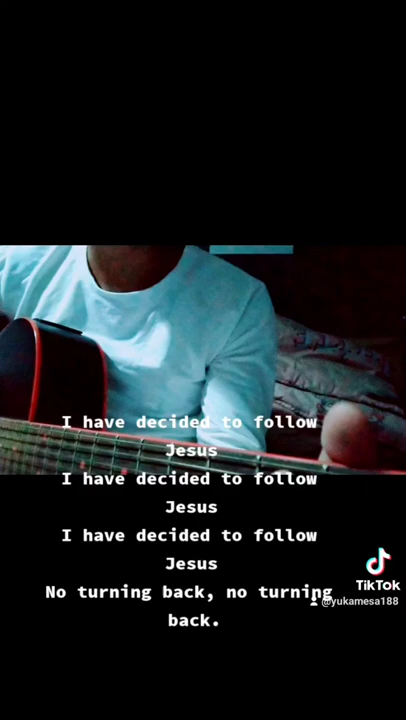 I have decided to follow
Jesus
I have decided to follow
Jesus
I have decided to follow
Jesus
No turning back, no turning
back.
TikTok
@yukamesa188